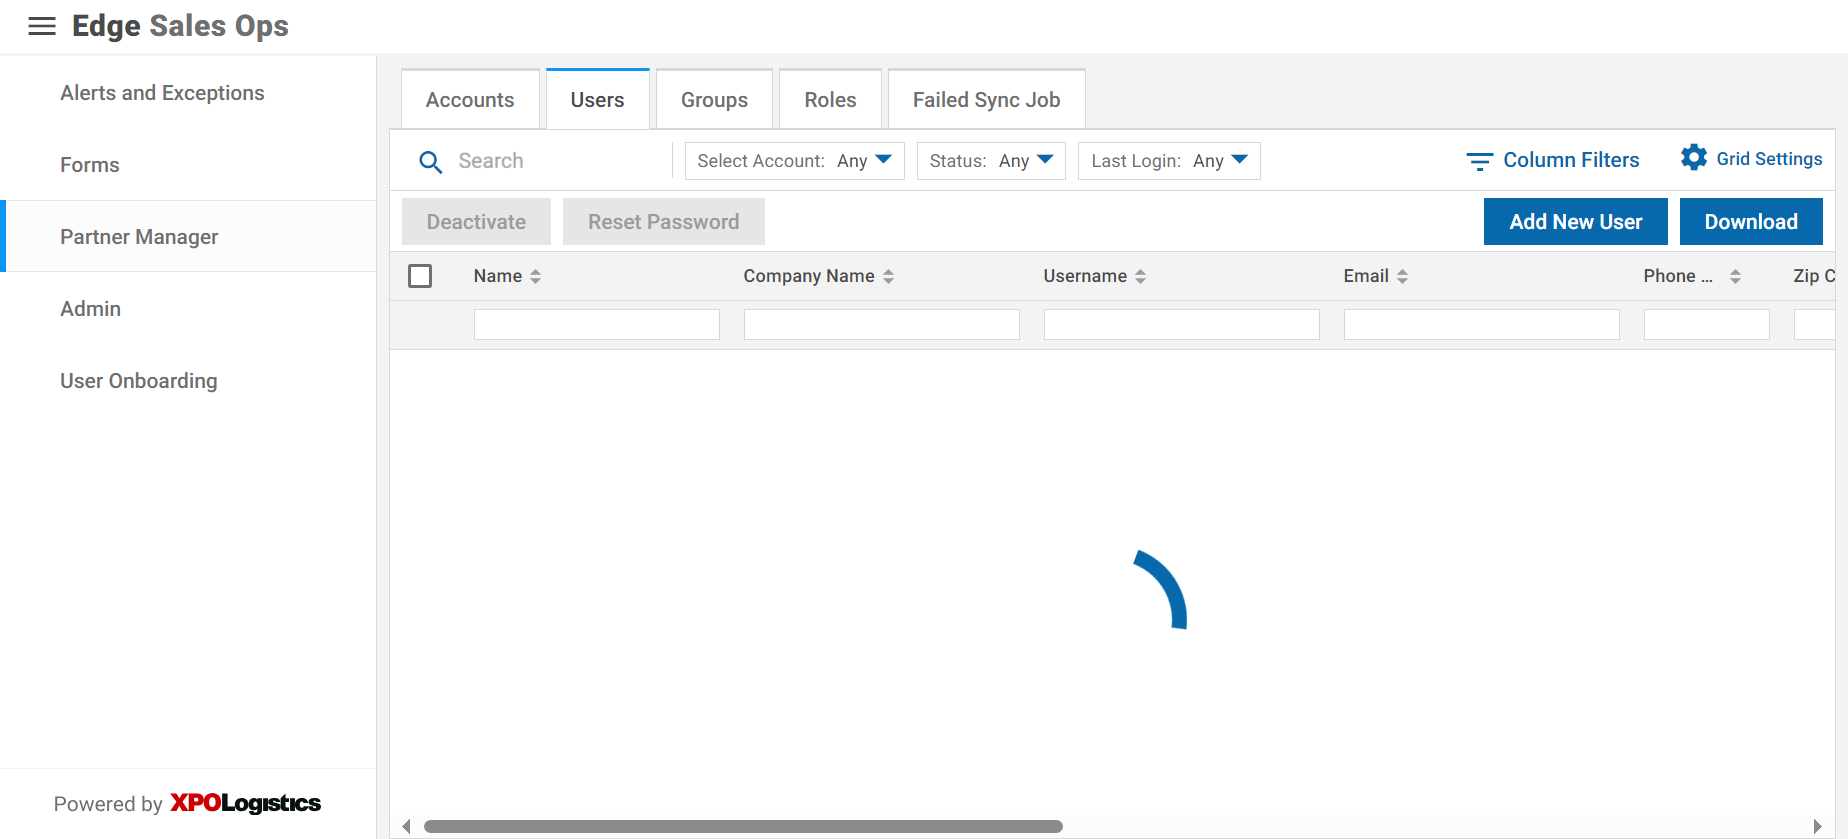 Edge Sales Ops
Alerts and Exceptions
Forms
Partner Manager
Admin
User Onboarding
Powered by XPOLogistics
Accounts Users Groups Roles Failed Sync Job
Search Select Account: Any Status: Any Last Login: Any Column Filters Grid Settings
Deactivate Reset Password Add New User Download
Name Company Name Username Email Phone ... Zip C